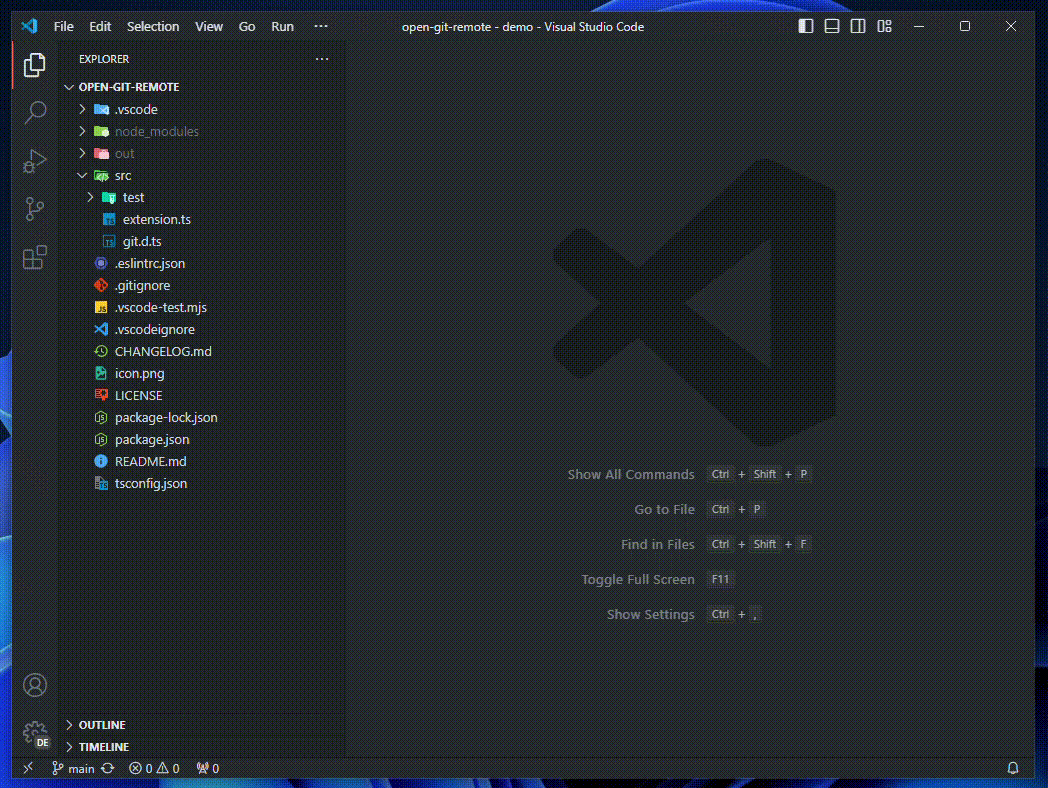 File Edit Selection View Go Run ···
open-git-remote - demo - Visual Studio Code
EXPLORER
OPEN-GIT-REMOTE
.vscode
node_modules
out
src
test
extension.ts
git.d.ts
.eslintrc.json
.gitignore
.vscode-test.mjs
.vscodeignore
CHANGELOG.md
icon.png
LICENSE
package-lock.json
package.json
README.md
tsconfig.json
Show All Commands Ctrl + Shift + P
Go to File Ctrl + P
Find in Files Ctrl + Shift + F
Toggle Full Screen F11
Show Settings Ctrl + ,
DE
OUTLINE
TIMELINE
main 0 0 0